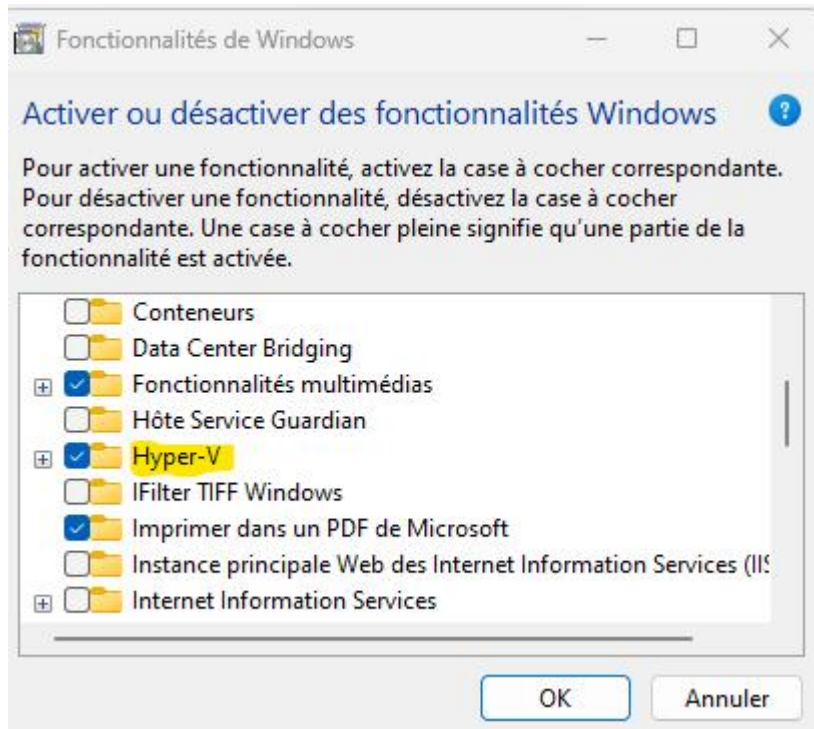 Fonctionnalités de Windows
Activer ou désactiver des fonctionnalités Windows
Pour activer une fonctionnalité, activez la case à cocher correspondante.
Pour désactiver une fonctionnalité, désactivez la case à cocher
correspondante. Une case à cocher pleine signifie qu'une partie de la
fonctionnalité est activée.
Conteneurs
Data Center Bridging
Fonctionnalités multimédias
Hôte Service Guardian
Hyper-V
IFilter TIFF Windows
Imprimer dans un PDF de Microsoft
Instance principale Web des Internet Information Services (IIS
Internet Information Services
OK
Annuler